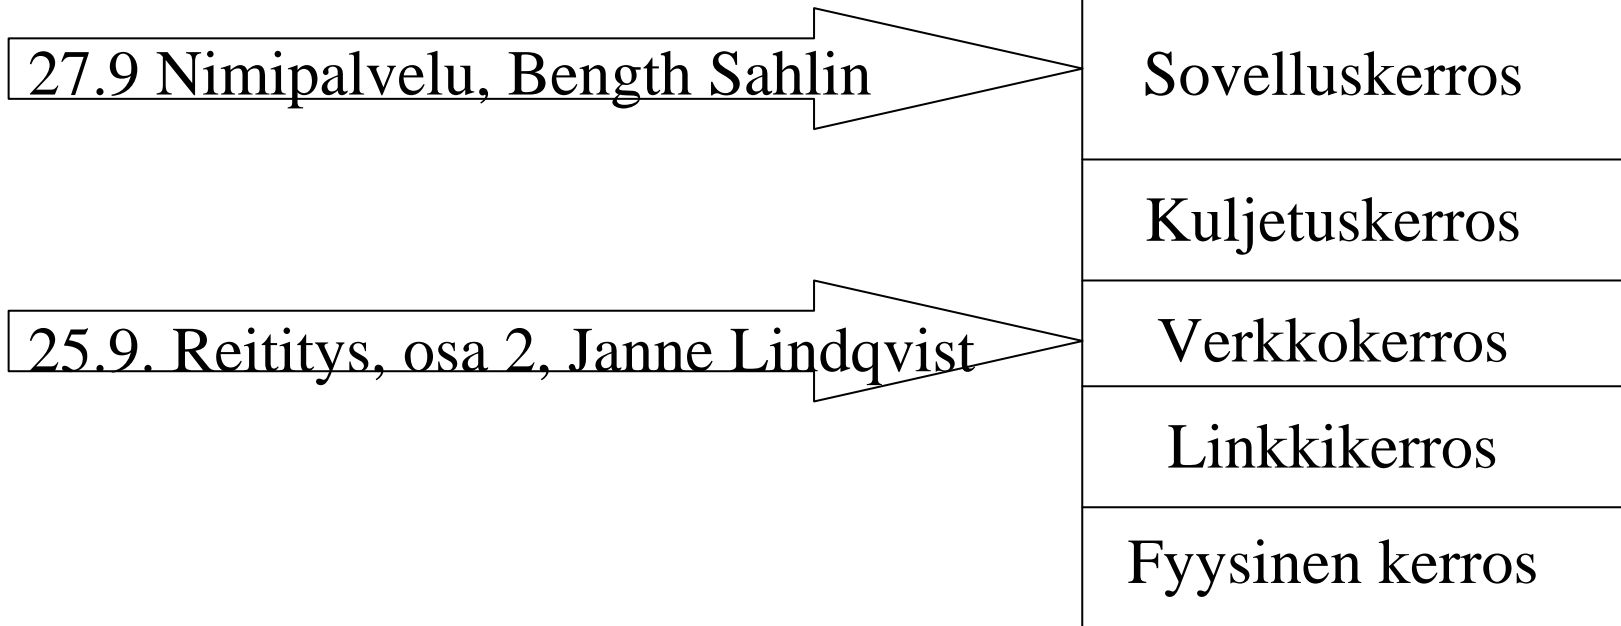 27.9 Nimipalvelu, Bength Sahlin
Sovelluskerros
Kuljetuskerros
25.9. Reititys, osa 2, Janne Lindqvist
Verkkokerros
Linkkikerros
Fyysinen kerros